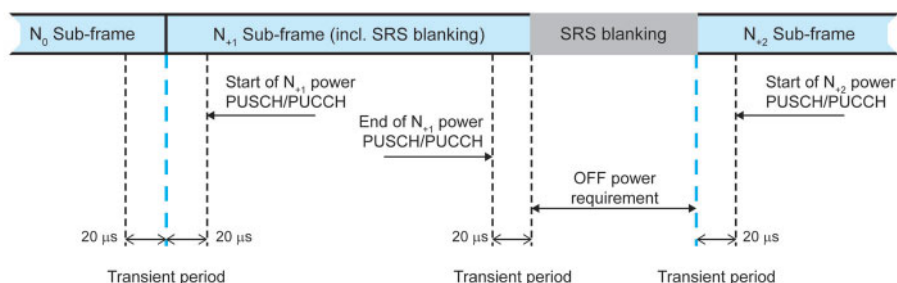 N₀ Sub-frame
N₊₁ Sub-frame (incl. SRS blanking)
SRS blanking
N₊₂ Sub-frame
Start of N₊₁ power
PUSCH/PUCCH
Start of N₊₂ power
PUSCH/PUCCH
End of N₊₁ power
PUSCH/PUCCH
OFF power
requirement
20 μs
20 μs
20 μs
20 μs
Transient period
Transient period
Transient period